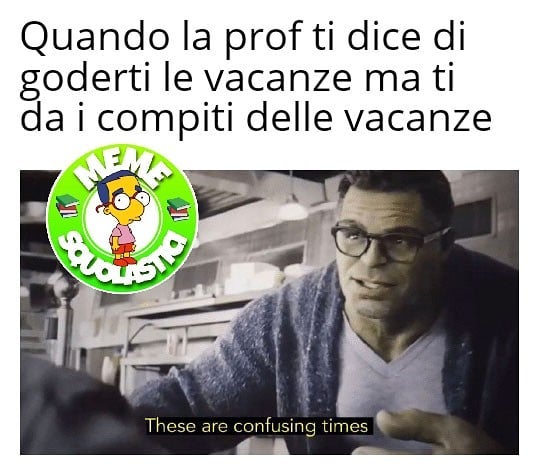 Quando la prof ti dice di
goderti le vacanze ma ti
da i compiti delle vacanze
MEME
SQUOLASTICI
These are confusing times